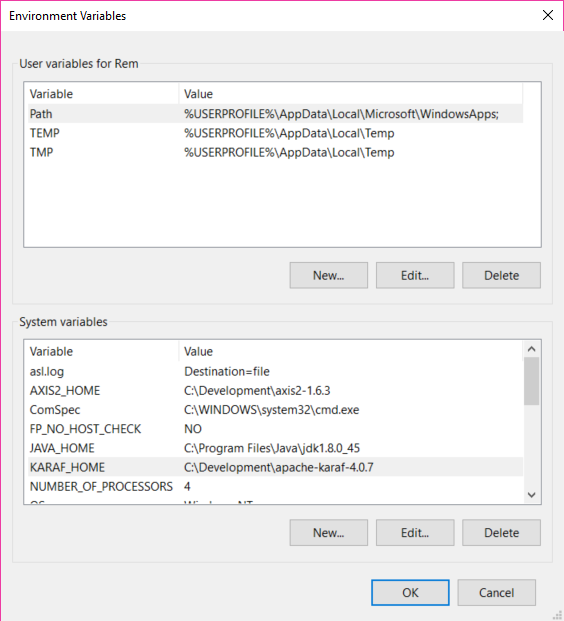 Environment Variables
User variables for Rem
Variable Value
Path %USERPROFILE%\AppData\Local\Microsoft\WindowsApps;
TEMP %USERPROFILE%\AppData\Local\Temp
TMP %USERPROFILE%\AppData\Local\Temp
New... Edit... Delete
System variables
Variable Value
asl.log Destination=file
AXIS2_HOME C:\Development\axis2-1.6.3
ComSpec C:\WINDOWS\system32\cmd.exe
FP_NO_HOST_CHECK NO
JAVA_HOME C:\Program Files\Java\jdk1.8.0_45
KARAF_HOME C:\Development\apache-karaf-4.0.7
NUMBER_OF_PROCESSORS 4
New... Edit... Delete
OK Cancel